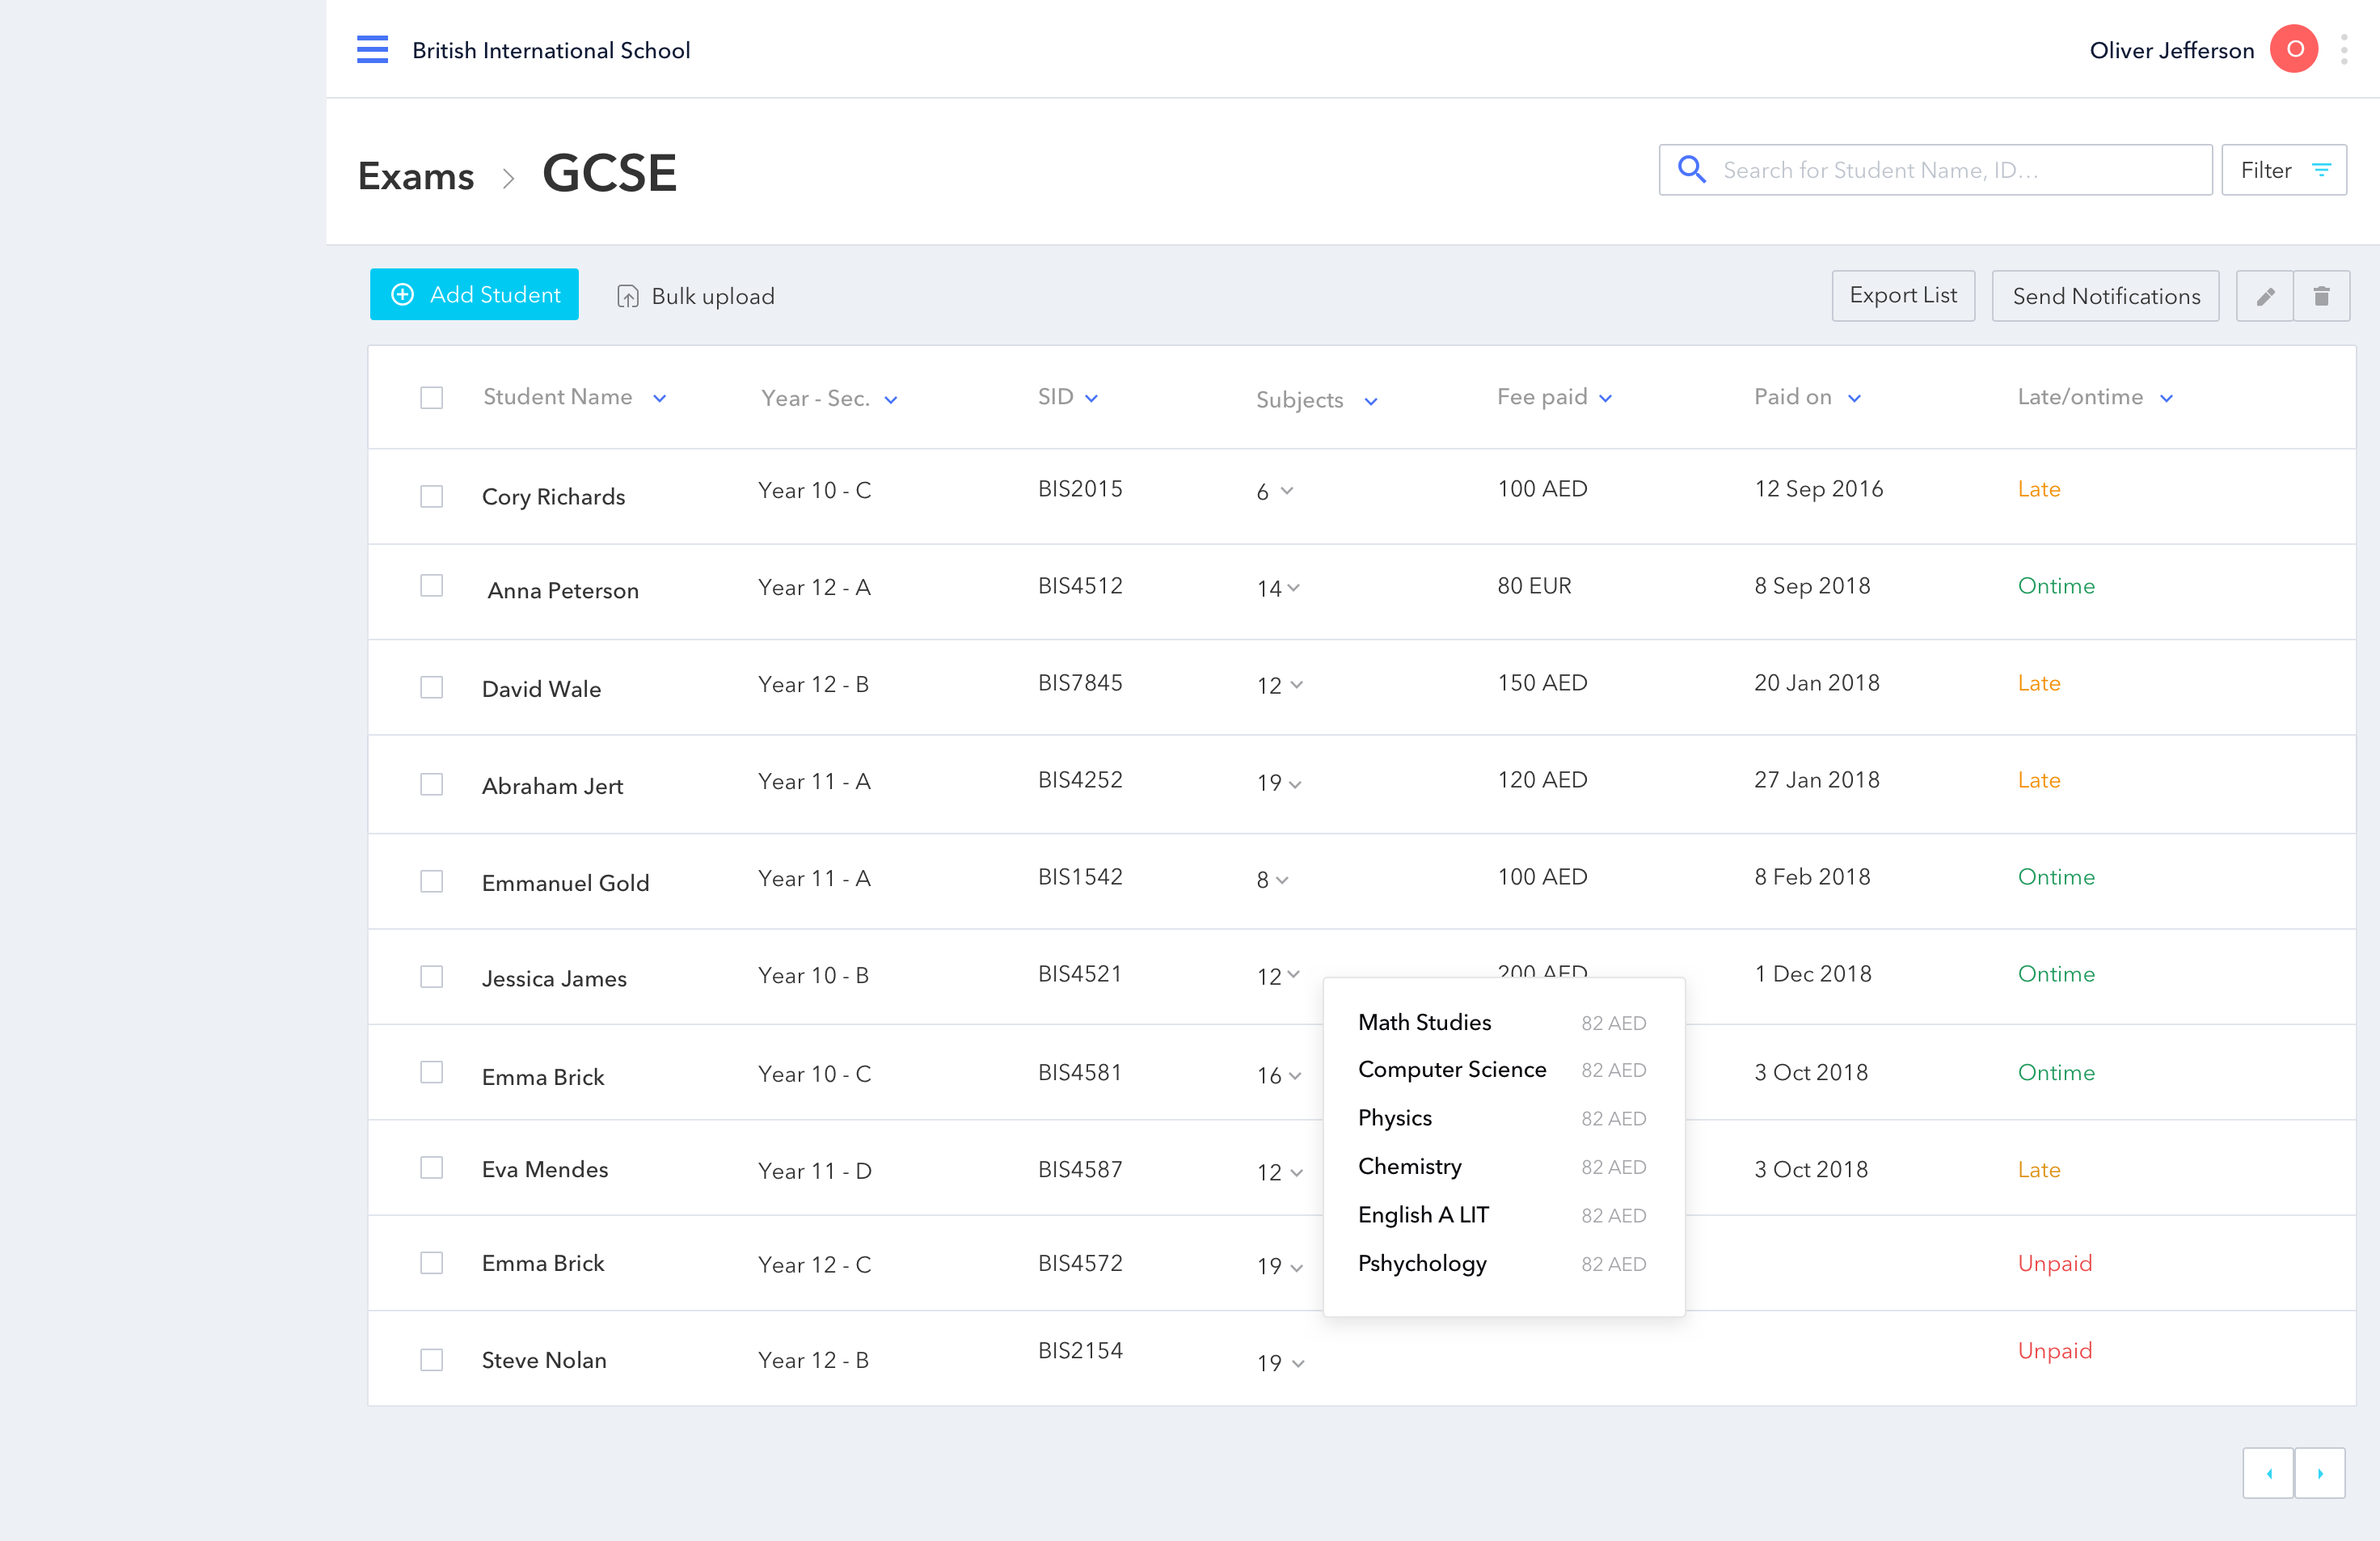 British International School
Oliver Jefferson O
Exams > GCSE
Search for Student Name, ID...
Filter
Add Student
Bulk upload
Export List
Send Notifications
Student Name Year - Sec. SID Subjects Fee paid Paid on Late/ontime
Cory Richards Year 10 - C BIS2015 6 100 AED 12 Sep 2016 Late
Anna Peterson Year 12 - A BIS4512 14 80 EUR 8 Sep 2018 Ontime
David Wale Year 12 - B BIS7845 12 150 AED 20 Jan 2018 Late
Abraham Jert Year 11 - A BIS4252 19 120 AED 27 Jan 2018 Late
Emmanuel Gold Year 11 - A BIS1542 8 100 AED 8 Feb 2018 Ontime
Jessica James Year 10 - B BIS4521 12 200 AED 1 Dec 2018 Ontime
Emma Brick Year 10 - C BIS4581 16 3 Oct 2018 Ontime
Eva Mendes Year 11 - D BIS4587 12 3 Oct 2018 Late
Emma Brick Year 12 - C BIS4572 19 Unpaid
Steve Nolan Year 12 - B BIS2154 19 Unpaid
Math Studies 82 AED
Computer Science 82 AED
Physics 82 AED
Chemistry 82 AED
English A LIT 82 AED
Pshychology 82 AED